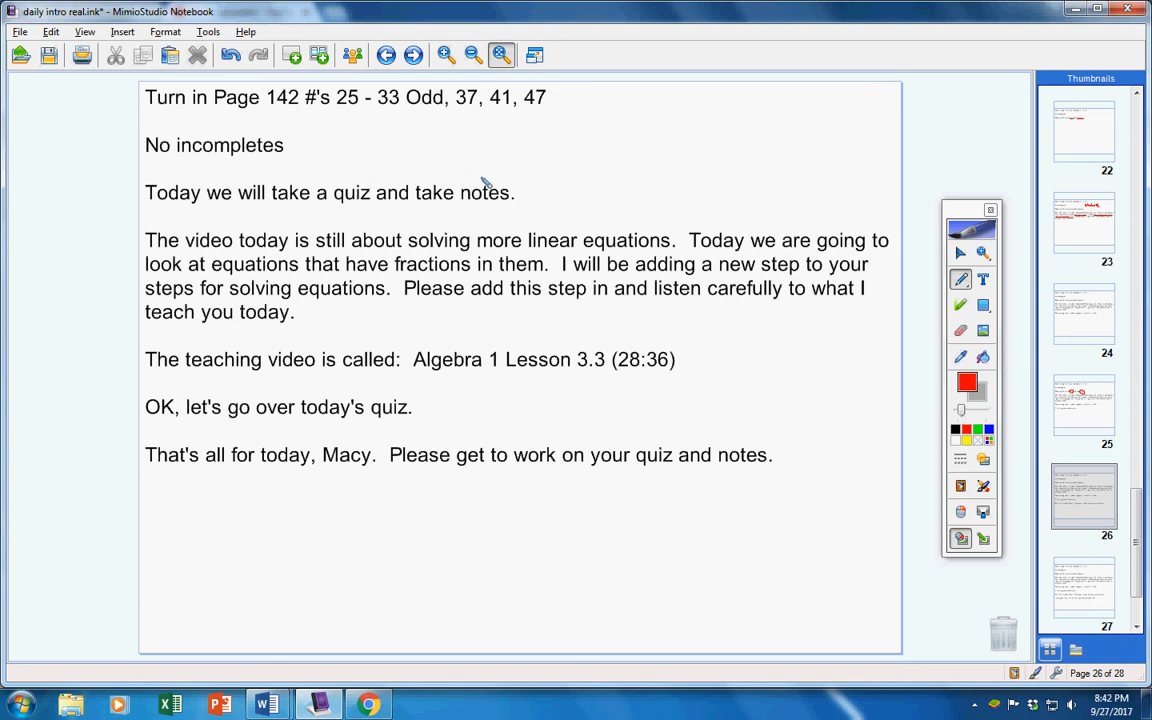 daily intro real.ink* - MimioStudio Notebook
File Edit View Insert Format Tools Help
Turn in Page 142 #'s 25 - 33 Odd, 37, 41, 47
No incompletes
Today we will take a quiz and take notes.
The video today is still about solving more linear equations. Today we are going to
look at equations that have fractions in them. I will be adding a new step to your
steps for solving equations. Please add this step in and listen carefully to what I
teach you today.
The teaching video is called: Algebra 1 Lesson 3.3 (28:36)
OK, let's go over today's quiz.
That's all for today, Macy. Please get to work on your quiz and notes.
Thumbnails
22
23
24
25
26
27
Page 26 of 28
8:42 PM
9/27/2017